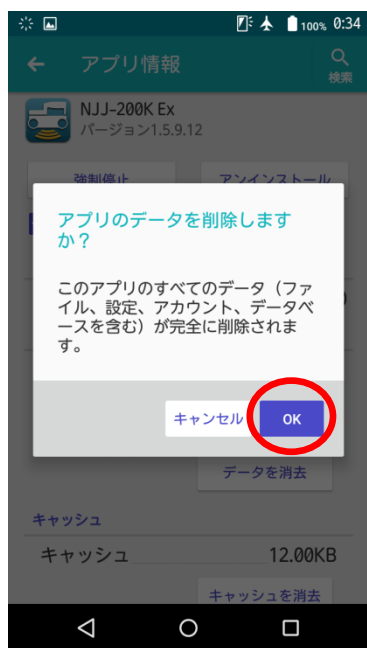 100% 0:34
アプリ情報
検索
NJJ-200K Ex
バージョン1.5.9.12
強制停止 アンインストール
アプリのデータを削除します
か？
このアプリのすべてのデータ（ファ
イル、設定、アカウント、データベ
ースを含む）が完全に削除されま
す。
キャンセル OK
データを消去
キャッシュ
キャッシュ 12.00KB
キャッシュを消去